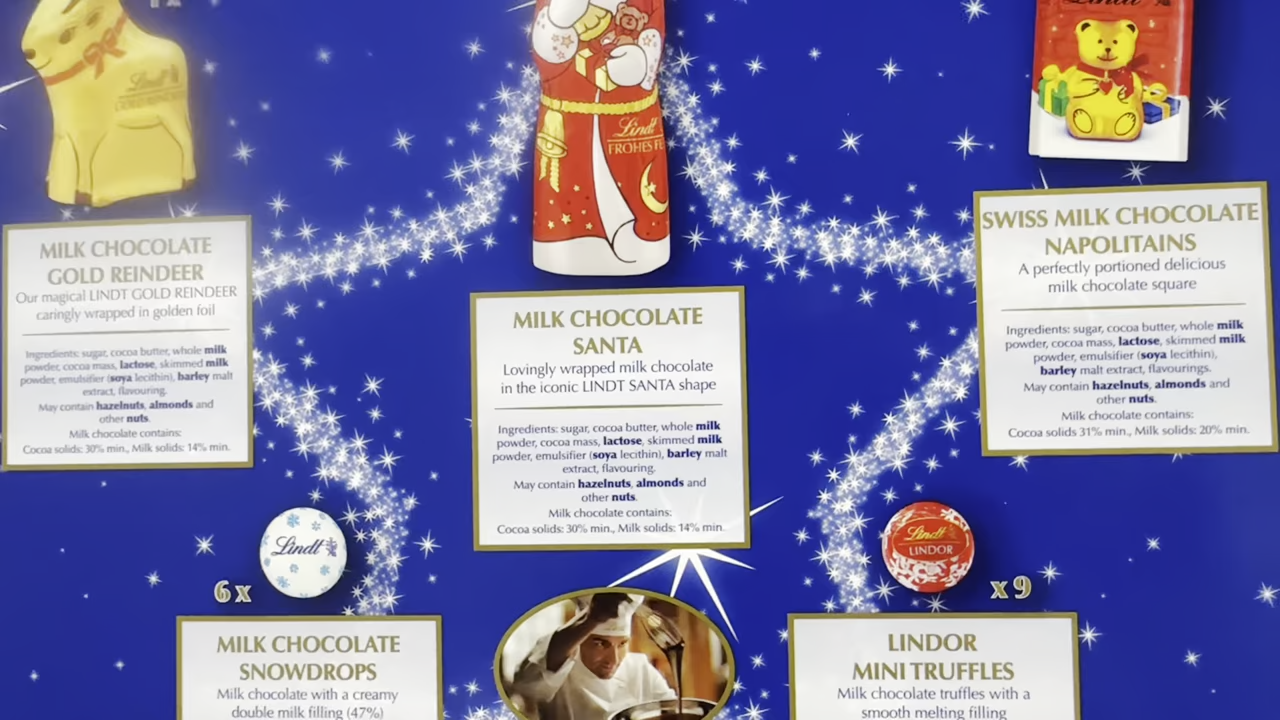 Lindt
GOLD REINDEER
MILK CHOCOLATE
GOLD REINDEER
Our magical LINDT GOLD REINDEER
caringly wrapped in golden foil
Ingredients: sugar, cocoa butter, whole milk
powder, cocoa mass, lactose, skimmed milk
powder, emulsifier (soya lecithin), barley malt
extract, flavouring.
May contain hazelnuts, almonds and
other nuts.
Milk chocolate contains:
Cocoa solids: 30% min., Milk solids: 14% min.
Lindt
FROHES FE
MILK CHOCOLATE
SANTA
Lovingly wrapped milk chocolate
in the iconic LINDT SANTA shape
Ingredients: sugar, cocoa butter, whole milk
powder, cocoa mass, lactose, skimmed milk
powder, emulsifier (soya lecithin), barley malt
extract, flavouring.
May contain hazelnuts, almonds and
other nuts.
Milk chocolate contains:
Cocoa solids: 30% min., Milk solids: 14% min.
Lindt
SWISS MILK CHOCOLATE
NAPOLITAINS
A perfectly portioned delicious
milk chocolate square
Ingredients: sugar, cocoa butter, whole milk
powder, cocoa mass, lactose, skimmed milk
powder, emulsifier (soya lecithin),
barley malt extract, flavourings.
May contain hazelnuts, almonds and
other nuts.
Milk chocolate contains:
Cocoa solids 31% min., Milk solids: 20% min.
Lindt
6x
MILK CHOCOLATE
SNOWDROPS
Milk chocolate with a creamy
double milk filling (47%)
Lindt
LINDOR
x9
LINDOR
MINI TRUFFLES
Milk chocolate truffles with a
smooth melting filling